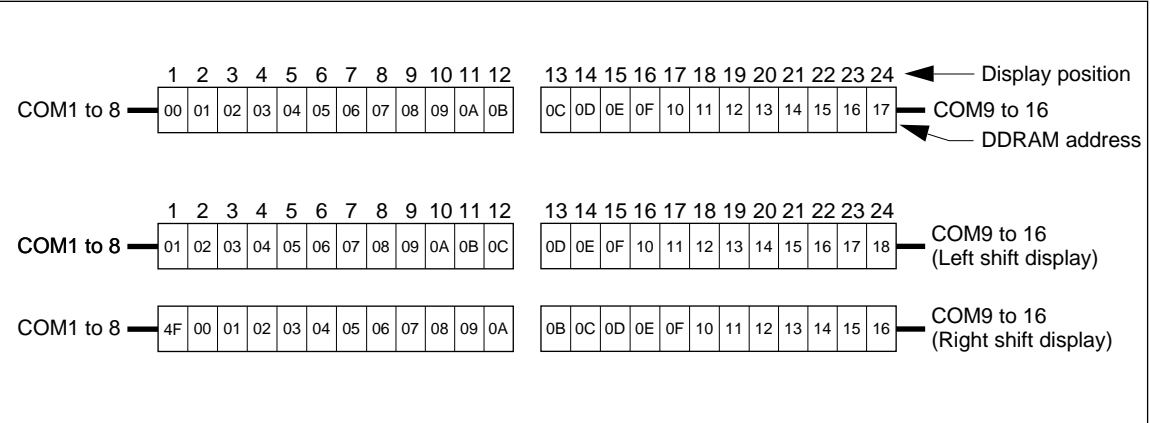 1 2 3 4 5 6 7 8 9 10 11 12 13 14 15 16 17 18 19 20 21 22 23 24 Display position
COM1 to 8 00 01 02 03 04 05 06 07 08 09 0A 0B 0C 0D 0E 0F 10 11 12 13 14 15 16 17 COM9 to 16
DDRAM address
1 2 3 4 5 6 7 8 9 10 11 12 13 14 15 16 17 18 19 20 21 22 23 24
COM1 to 8 01 02 03 04 05 06 07 08 09 0A 0B 0C 0D 0E 0F 10 11 12 13 14 15 16 17 18 COM9 to 16
(Left shift display)
COM1 to 8 4F 00 01 02 03 04 05 06 07 08 09 0A 0B 0C 0D 0E 0F 10 11 12 13 14 15 16 COM9 to 16
(Right shift display)